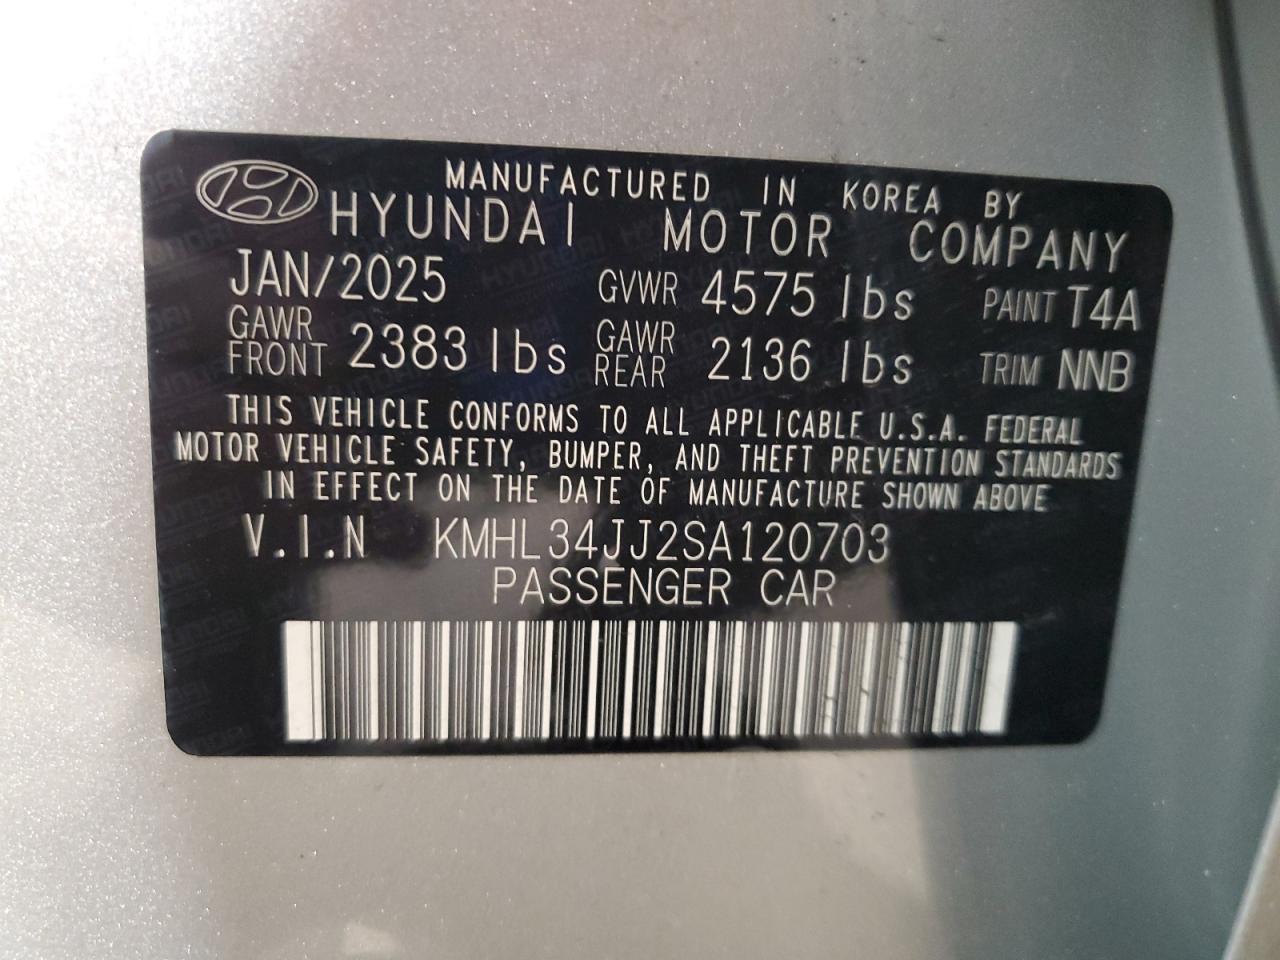 MANUFACTURED IN KOREA BY
HYUNDAI MOTOR COMPANY
JAN/2025 GVWR 4575 lbs PAINT T4A
GAWR FRONT 2383 lbs GAWR REAR 2136 lbs TRIM NNB
THIS VEHICLE CONFORMS TO ALL APPLICABLE U.S.A. FEDERAL
MOTOR VEHICLE SAFETY, BUMPER, AND THEFT PREVENTION STANDARDS
IN EFFECT ON THE DATE OF MANUFACTURE SHOWN ABOVE
V.I.N KMHL34JJ2SA120703
PASSENGER CAR